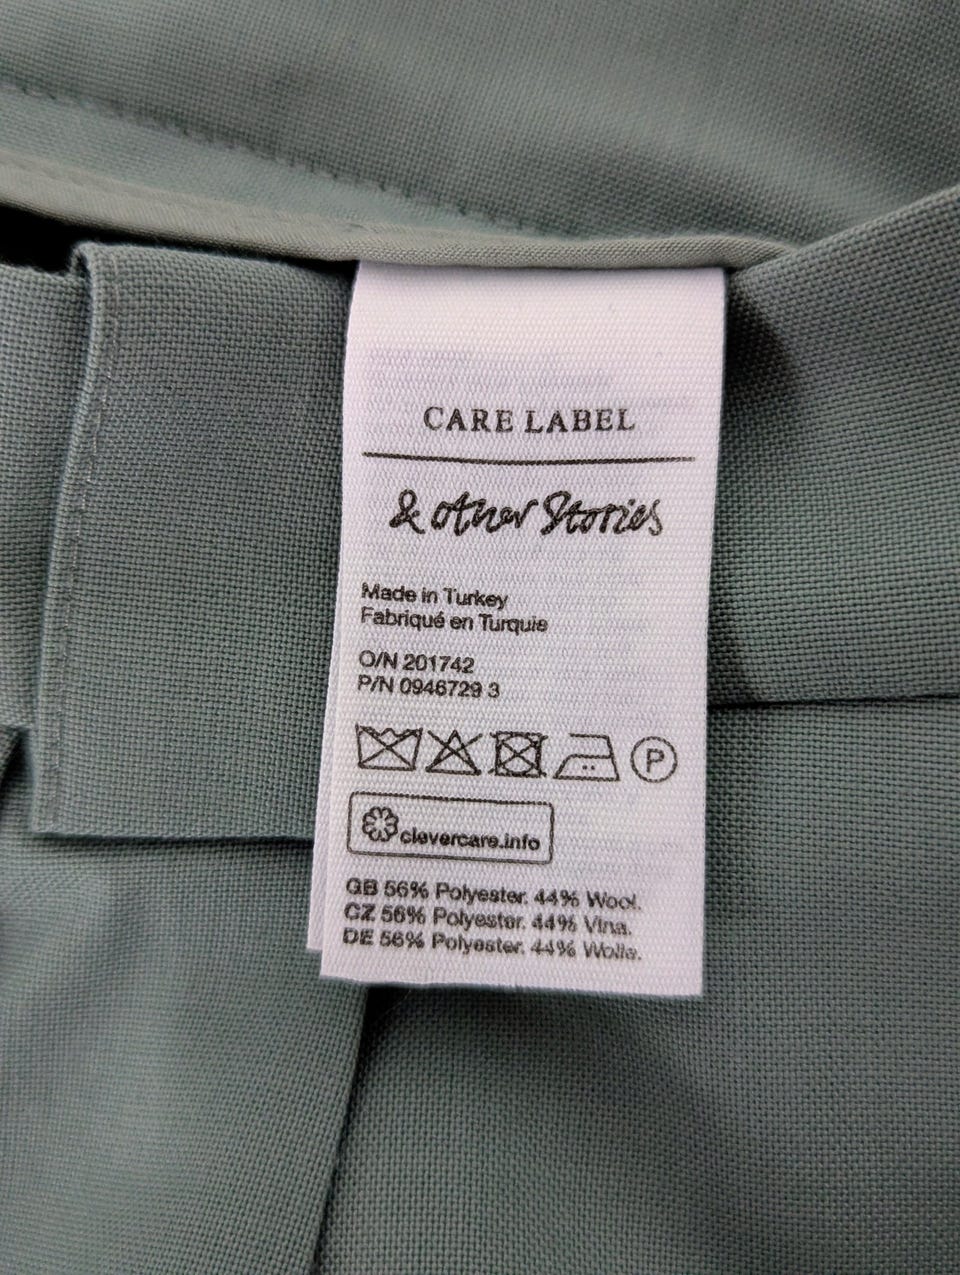 CARE LABEL
& other Stories
Made in Turkey
Fabriqué en Turquie
O/N 201742
P/N 0946729 3
P
clevercare.info
GB 56% Polyester. 44% Wool.
CZ 56% Polyester. 44% Vlna.
DE 56% Polyester. 44% Wolle.